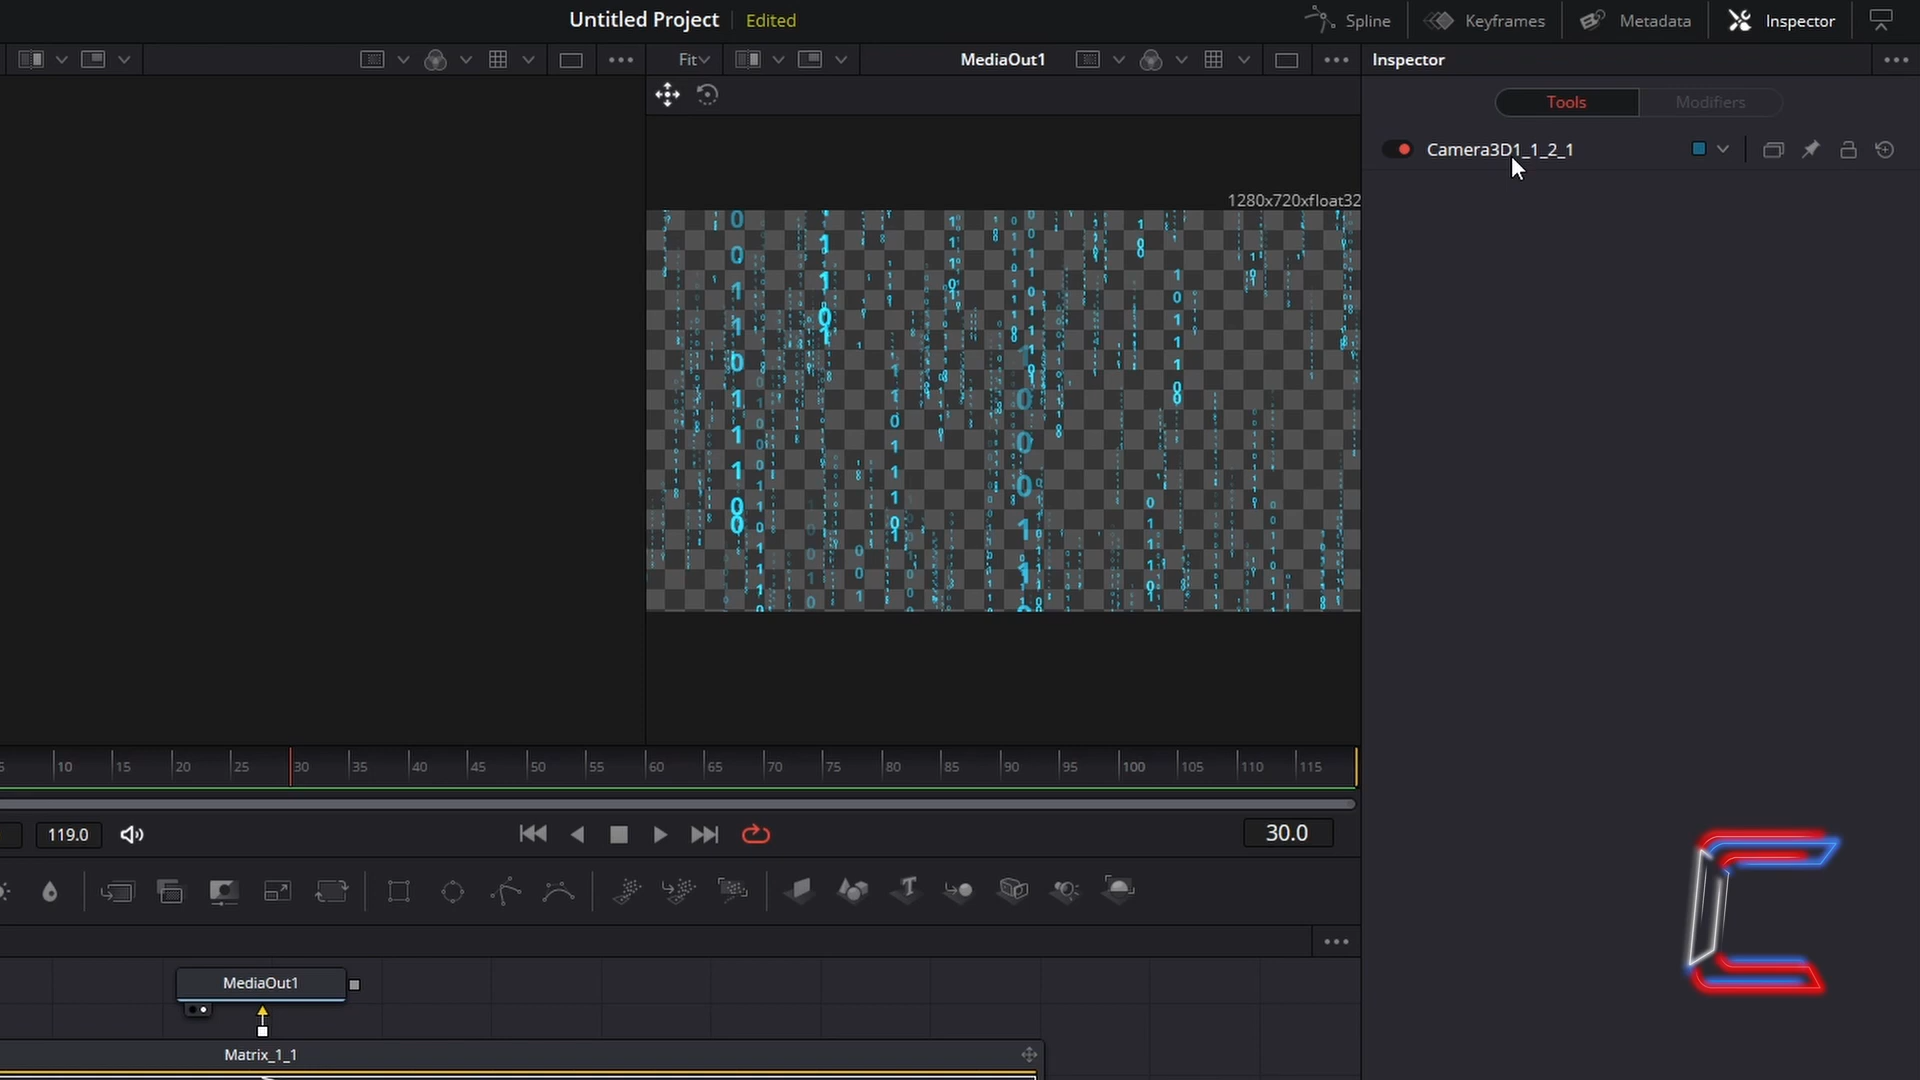 Untitled Project Edited
Spline Keyframes Metadata Inspector
Fit MediaOut1 Inspector
Tools Modifiers
Camera3D1_1_2_1
1280x720xfloat32
10 15 20 25 30 35 40 45 50 55 60 65 70 75 80 85 90 95 100 105 110 115
119.0 30.0
MediaOut1
Matrix_1_1